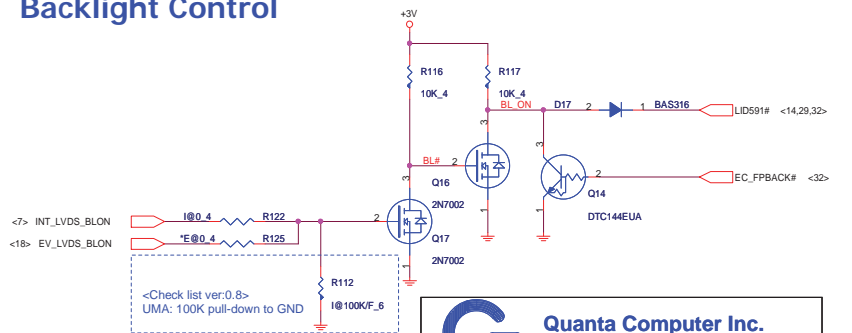 Backlight Control
+3V
R116
10K_4
R117
10K_4
BL_ON
D17
2
1
BAS316
LID591# <14,29,32>
3
3
BL#
2
3
Q16
2N7002
1
2
EC_FPBACK# <32>
Q14
DTC144EUA
1
<7> INT_LVDS_BLON
I@0_4
R122
2
<18> EV_LVDS_BLON
*E@0_4
R125
Q17
2N7002
1
R112
I@100K/F_6
<Check list ver:0.8>
UMA: 100K pull-down to GND
Quanta Computer Inc.